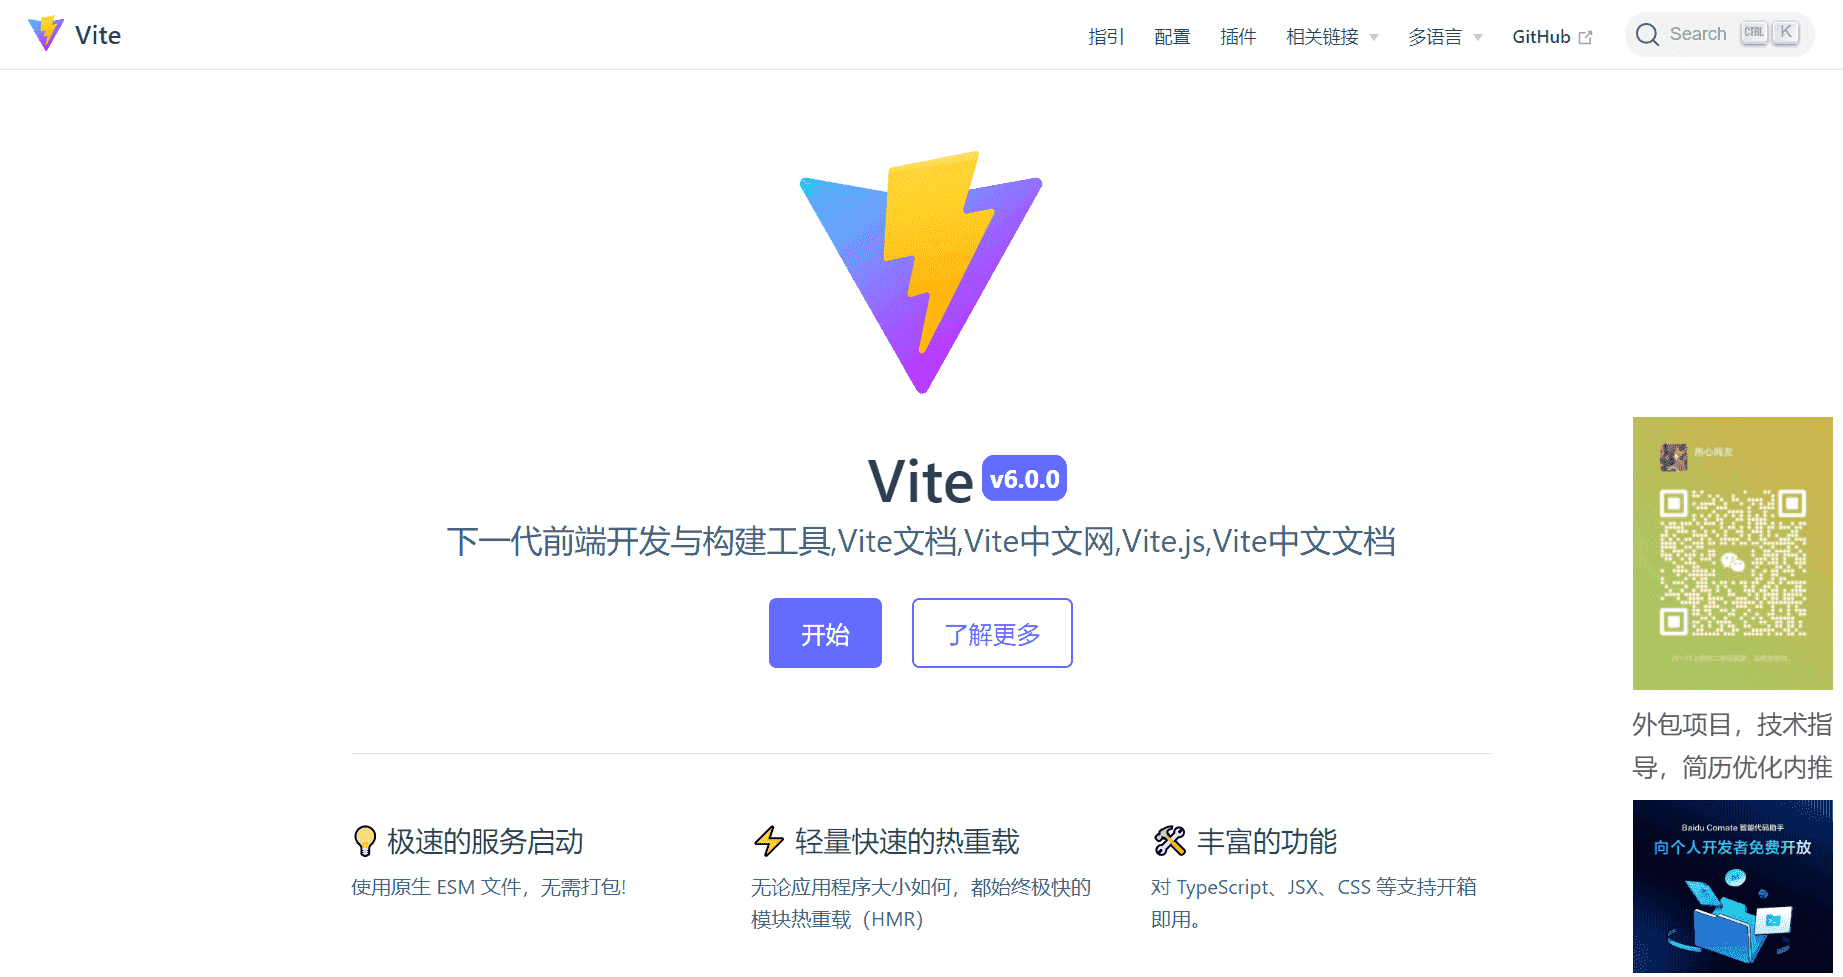 Vite
指引 配置 插件 相关链接 多语言 GitHub Search CTRL K
Vite v6.0.0
下一代前端开发与构建工具,Vite文档,Vite中文网,Vite.js,Vite中文文档
开始 了解更多
💡 极速的服务启动
使用原生 ESM 文件，无需打包!
⚡ 轻量快速的热重载
无论应用程序大小如何，都始终极快的
模块热重载（HMR）
🛠️ 丰富的功能
对 TypeScript、JSX、CSS 等支持开箱
即用。
热心网友
外包项目，技术指
导，简历优化内推
Baidu Comate 智能代码助手
向个人开发者免费开放